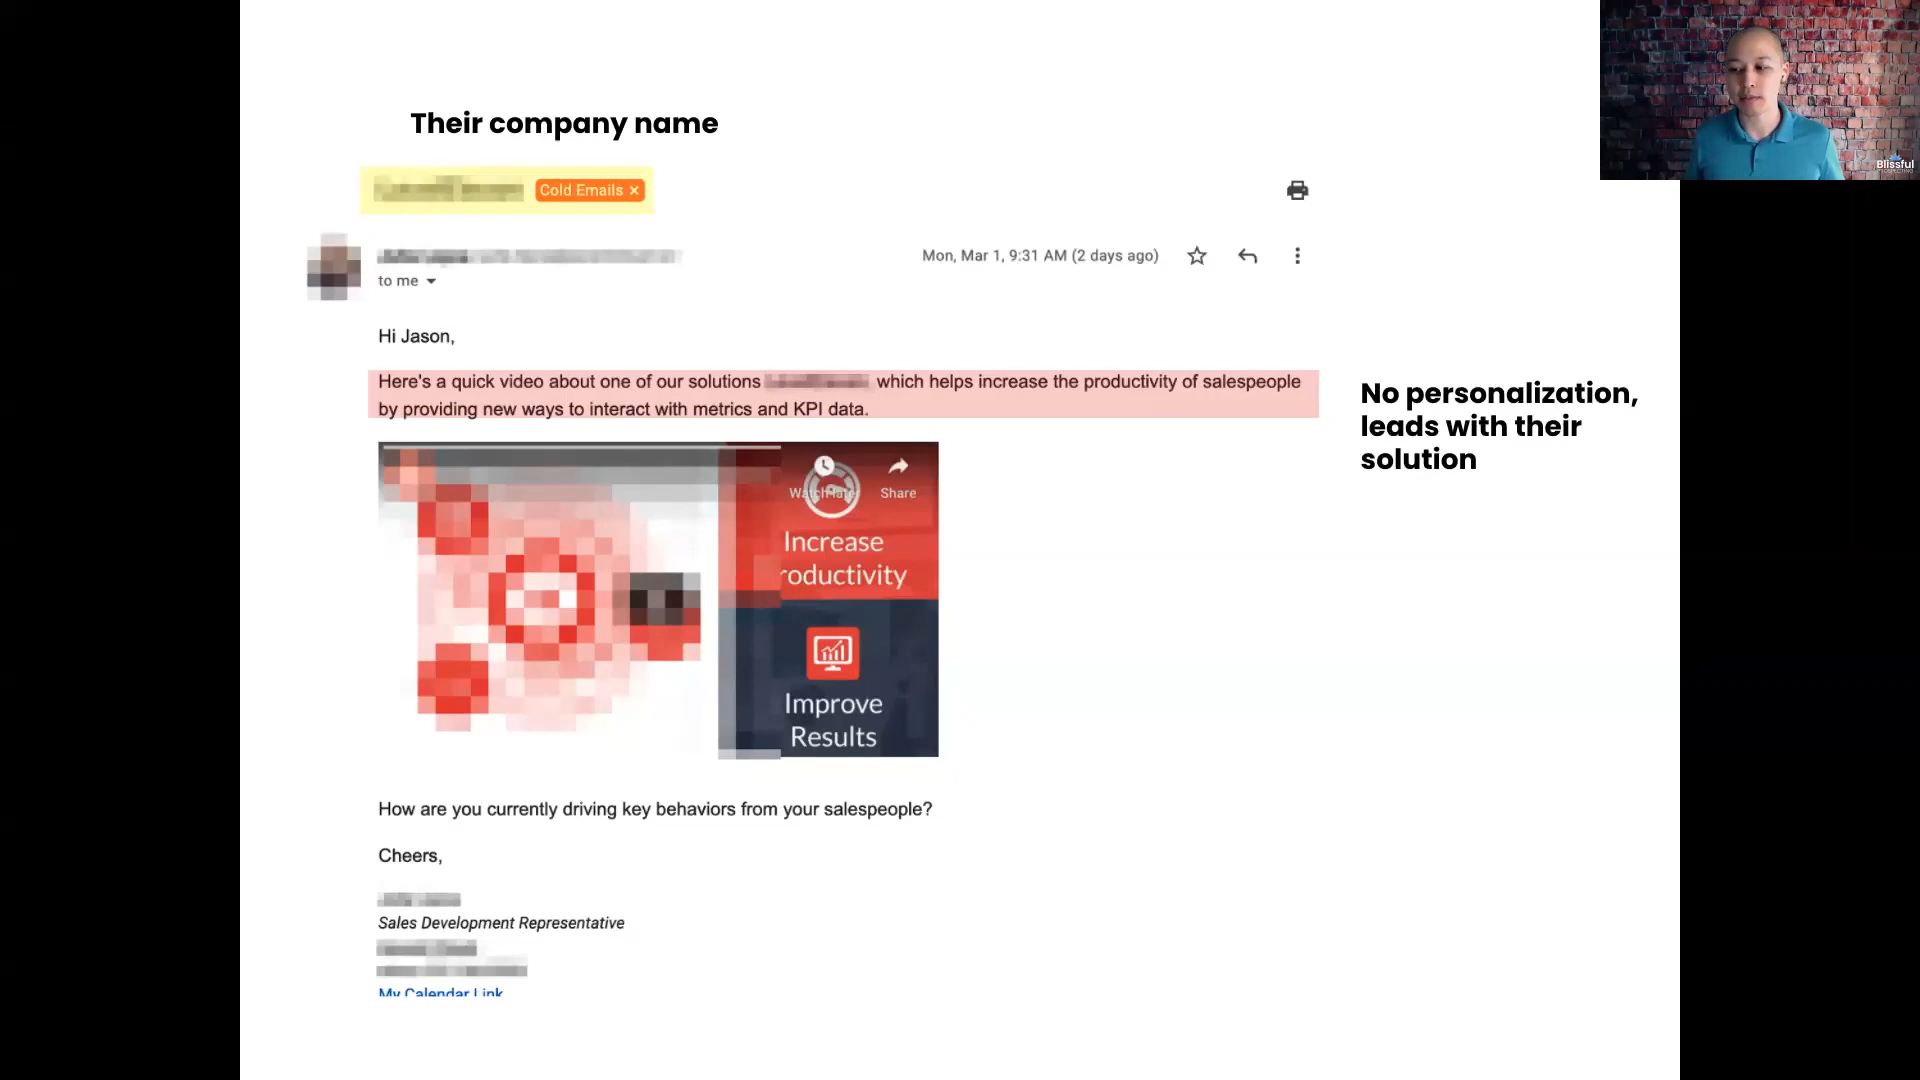 Their company name
Cold Emails ×
Mon, Mar 1, 9:31 AM (2 days ago)
to me
Hi Jason,
Here's a quick video about one of our solutions which helps increase the productivity of salespeople
by providing new ways to interact with metrics and KPI data.
No personalization,
leads with their
solution
Watch later Share
Increase
roductivity
Improve
Results
How are you currently driving key behaviors from your salespeople?
Cheers,
Sales Development Representative
My Calendar Link
Blissful
PROSPECTING